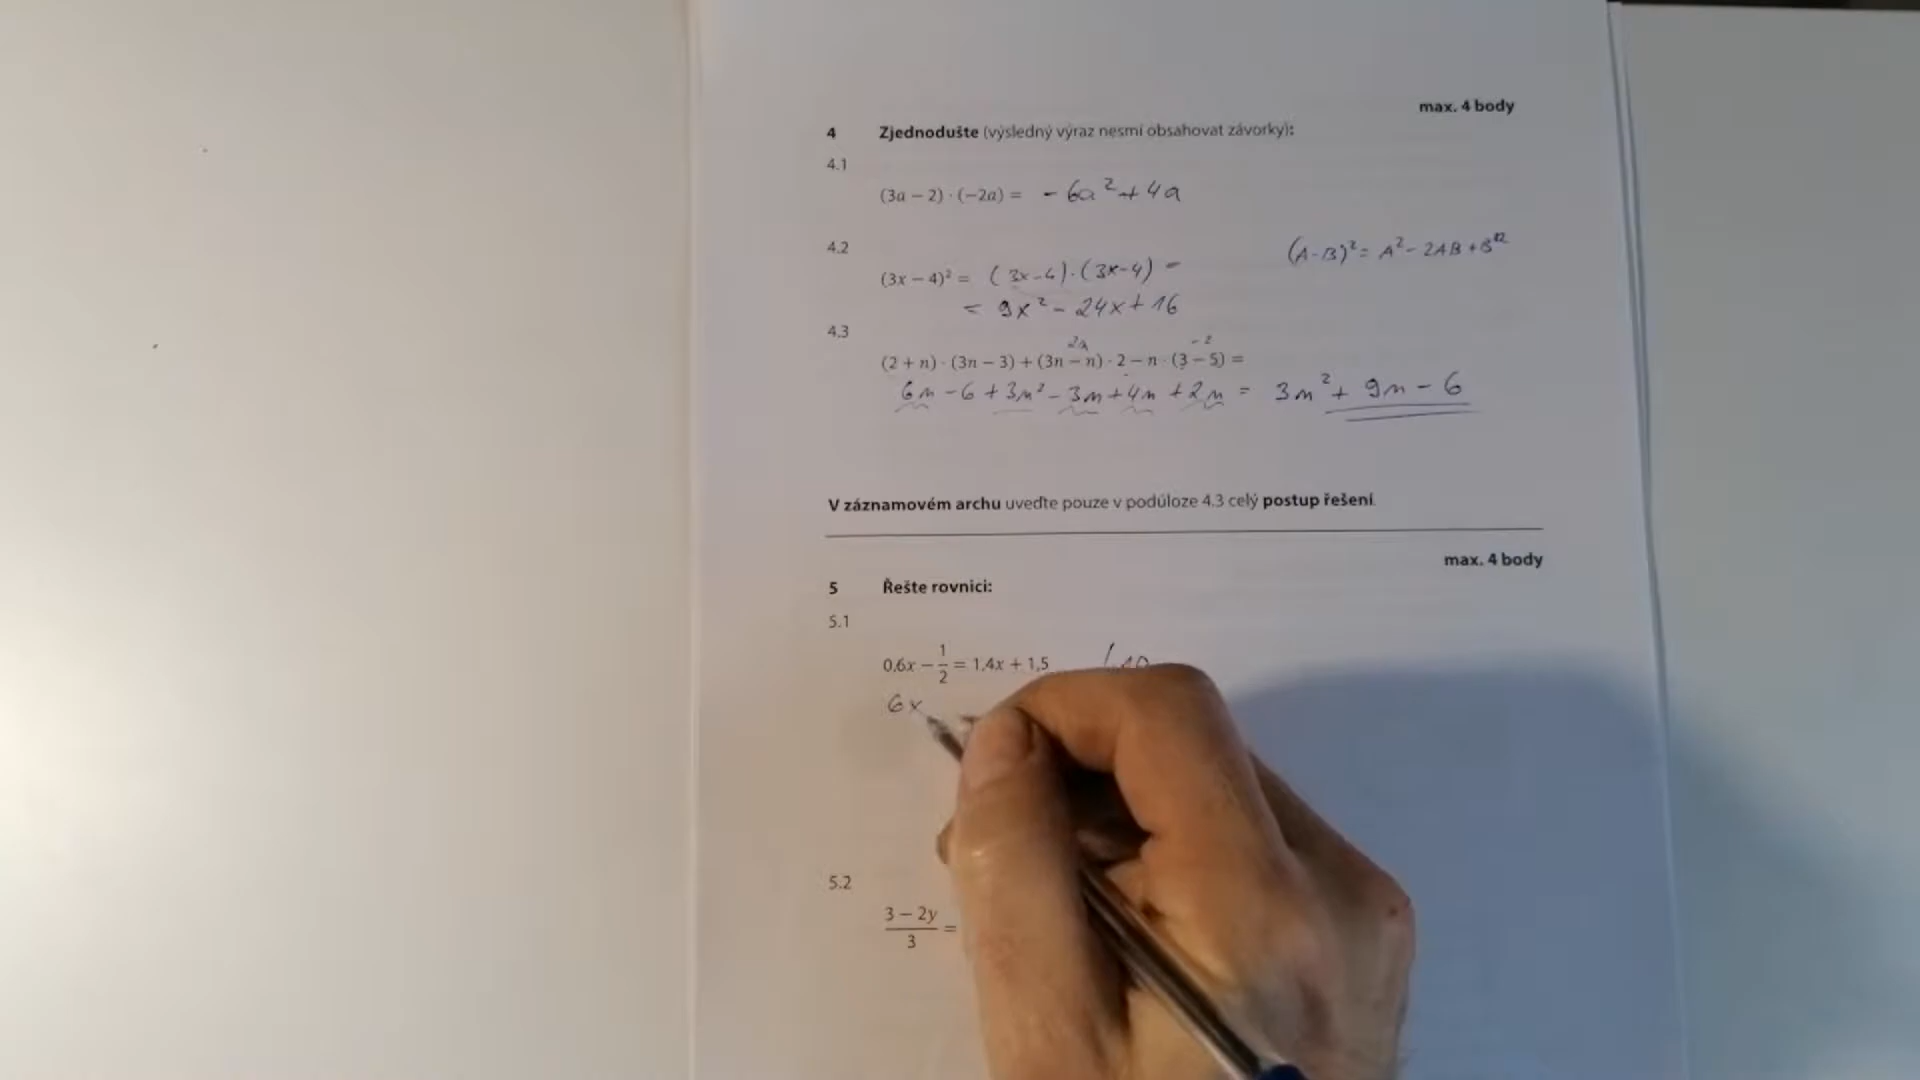 max. 4 body
4 Zjednodušte (výsledný výraz nesmí obsahovat závorky):
4.1
(3a − 2) · (−2a) = - 6a² + 4a
4.2
(A-B)² = A² - 2AB + B²
(3x − 4)² = (3x-4)·(3x-4) =
= 9x² - 24x + 16
4.3
2n -2
(2 + n) · (3n − 3) + (3n − n) · 2 − n · (3 − 5) =
6n - 6 + 3n² - 3n + 4n + 2n = 3n² + 9n - 6
V záznamovém archu uveďte pouze v podúloze 4.3 celý postup řešení.
max. 4 body
5 Řešte rovnici:
5.1
0,6x − 1/2 = 1,4x + 1,5
6x
5.2
3 − 2y / 3 =